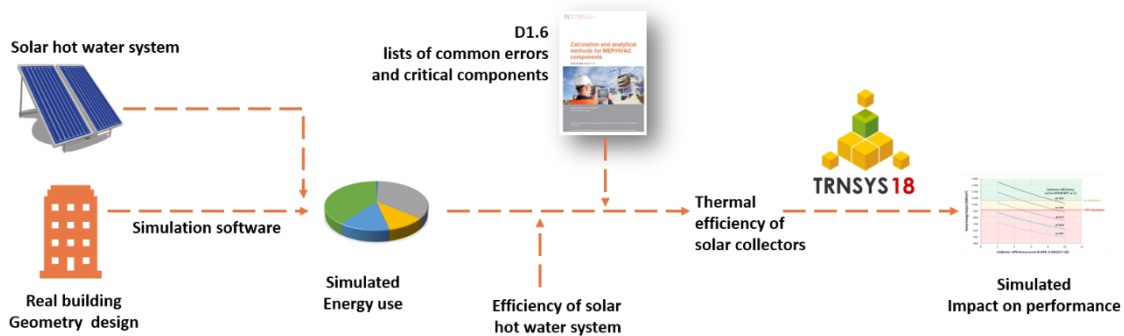 Solar hot water system
D1.6
lists of common errors
and critical components
Calculation and analytical
methods for MEP/HVAC
components
TRNSYS 18
Simulation software
Thermal
efficiency of
solar collectors
Real building
Geometry design
Simulated
Energy use
Efficiency of solar
hot water system
Simulated
Impact on performance